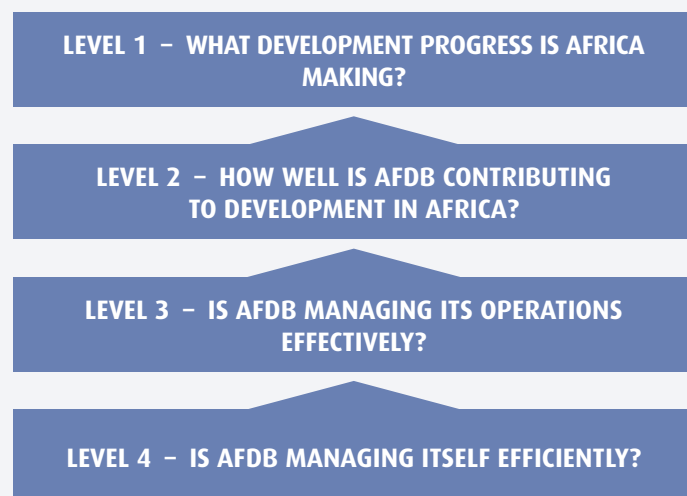 LEVEL 1 – WHAT DEVELOPMENT PROGRESS IS AFRICA
MAKING?
LEVEL 2 – HOW WELL IS AFDB CONTRIBUTING
TO DEVELOPMENT IN AFRICA?
LEVEL 3 – IS AFDB MANAGING ITS OPERATIONS
EFFECTIVELY?
LEVEL 4 – IS AFDB MANAGING ITSELF EFFICIENTLY?